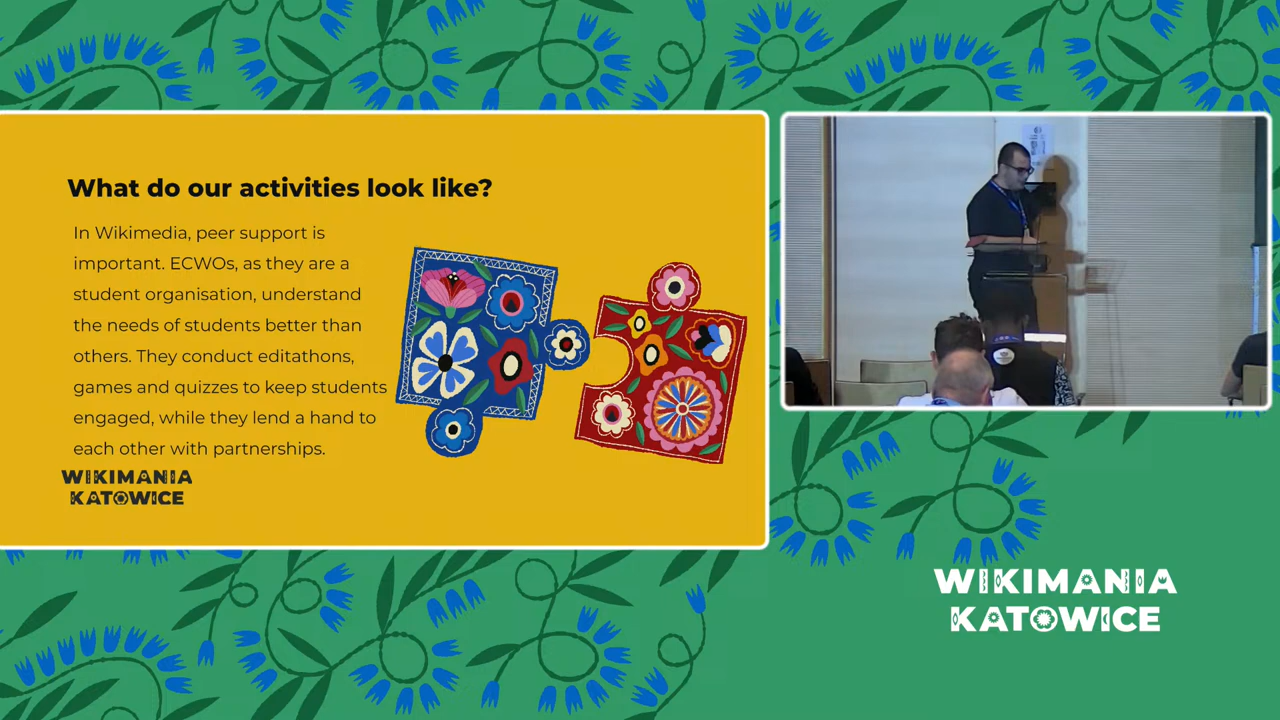 What do our activities look like?
In Wikimedia, peer support is
important. ECWOs, as they are a
student organisation, understand
the needs of students better than
others. They conduct editathons,
games and quizzes to keep students
engaged, while they lend a hand to
each other with partnerships.
WIKIMANIA
KATOWICE
WIKIMANIA
KATOWICE